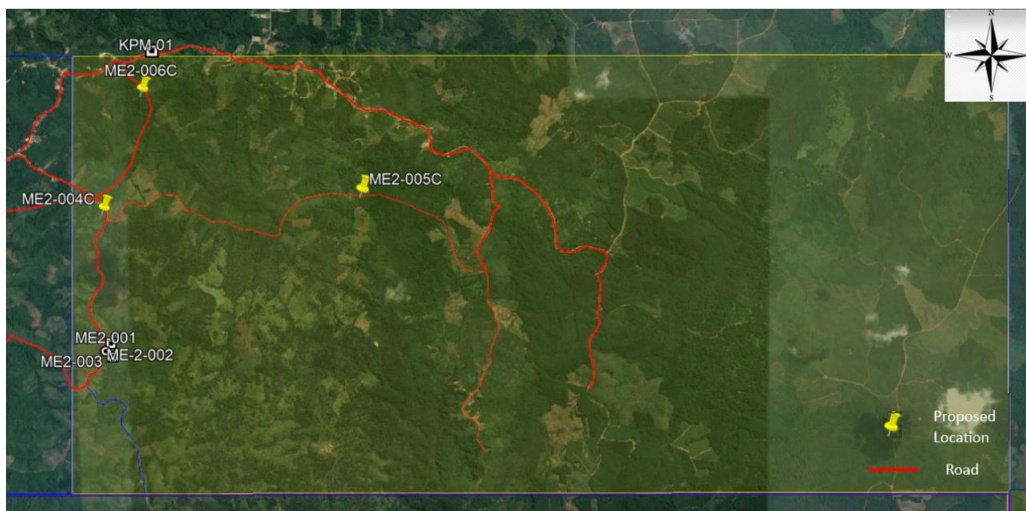 N
W
S
KPM-01
ME2-006C
ME2-005C
ME2-004C
ME2-001
ME-2-002
ME2-003
Proposed
Location
Road